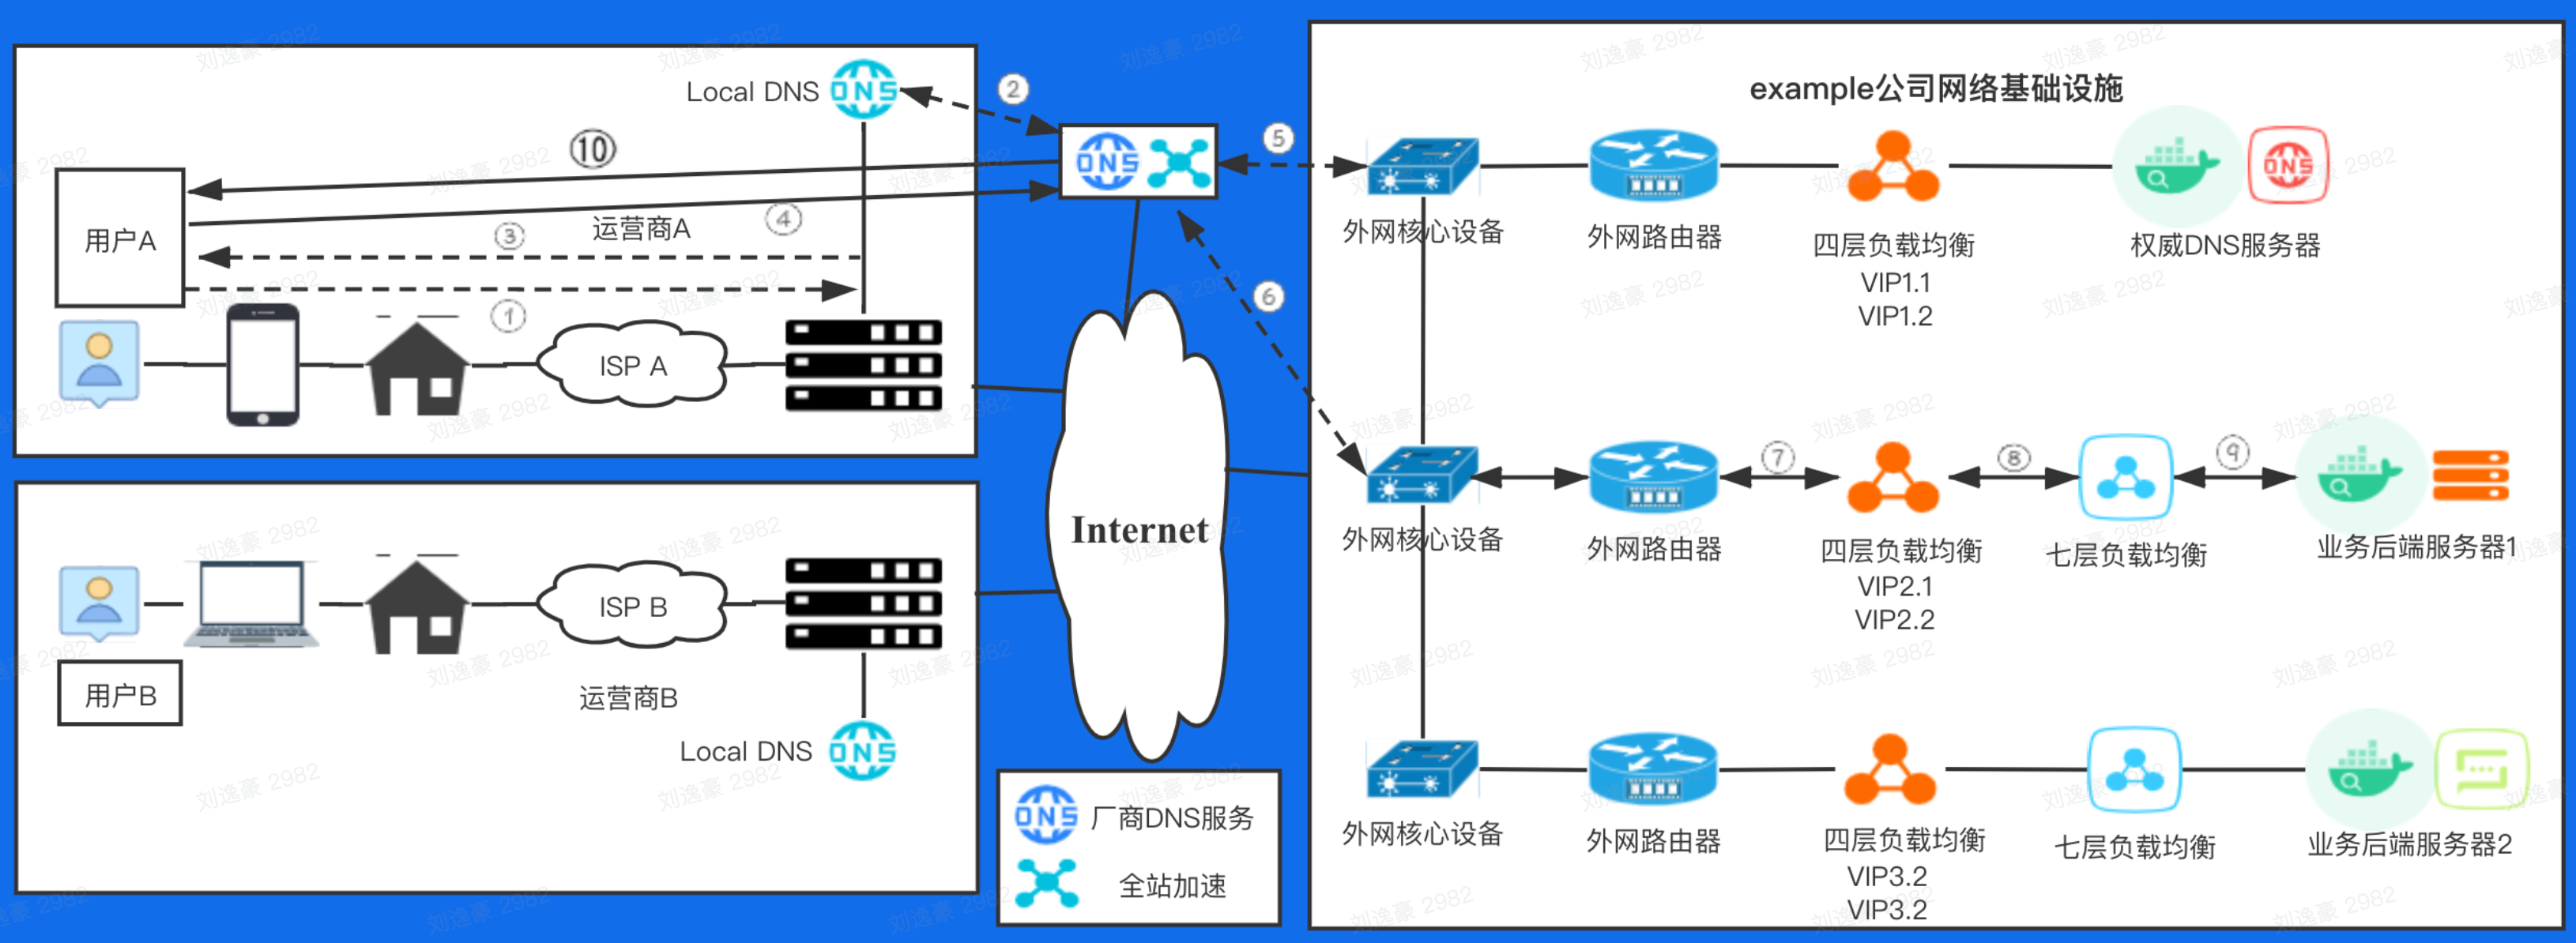 Local DNS
DNS
②
⑩
用户A
运营商A
④
③
①
ISP A
DNS
⑤
⑥
Internet
用户B
ISP B
运营商B
Local DNS
DNS
DNS
厂商DNS服务
全站加速
example公司网络基础设施
DNS
外网核心设备
外网路由器
四层负载均衡
VIP1.1
VIP1.2
权威DNS服务器
⑦
⑧
⑨
外网核心设备
外网路由器
四层负载均衡
VIP2.1
VIP2.2
七层负载均衡
业务后端服务器1
外网核心设备
外网路由器
四层负载均衡
VIP3.2
VIP3.2
七层负载均衡
业务后端服务器2
刘逸豪 2982